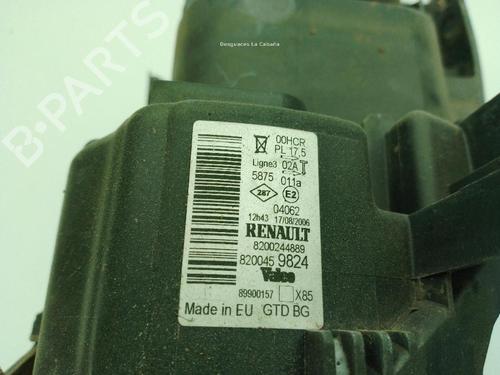 Desguaces La Cabaña
B-PARTS
00HCR
PL 17,5
Ligne3 02A
5875 011a
287 E2
04062
12h43 17/08/2006
RENAULT
8200244889
820045 9824
Valeo
89900157 X85
Made in EU GTD BG